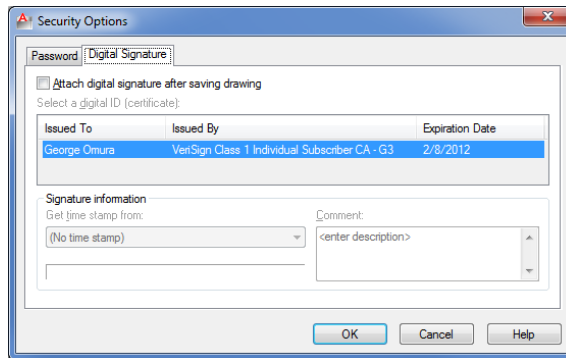 Security Options
Password Digital Signature
Attach digital signature after saving drawing
Select a digital ID (certificate):
Issued To Issued By Expiration Date
George Omura VeriSign Class 1 Individual Subscriber CA - G3 2/8/2012
Signature information
Get time stamp from: Comment:
(No time stamp) <enter description>
OK Cancel Help